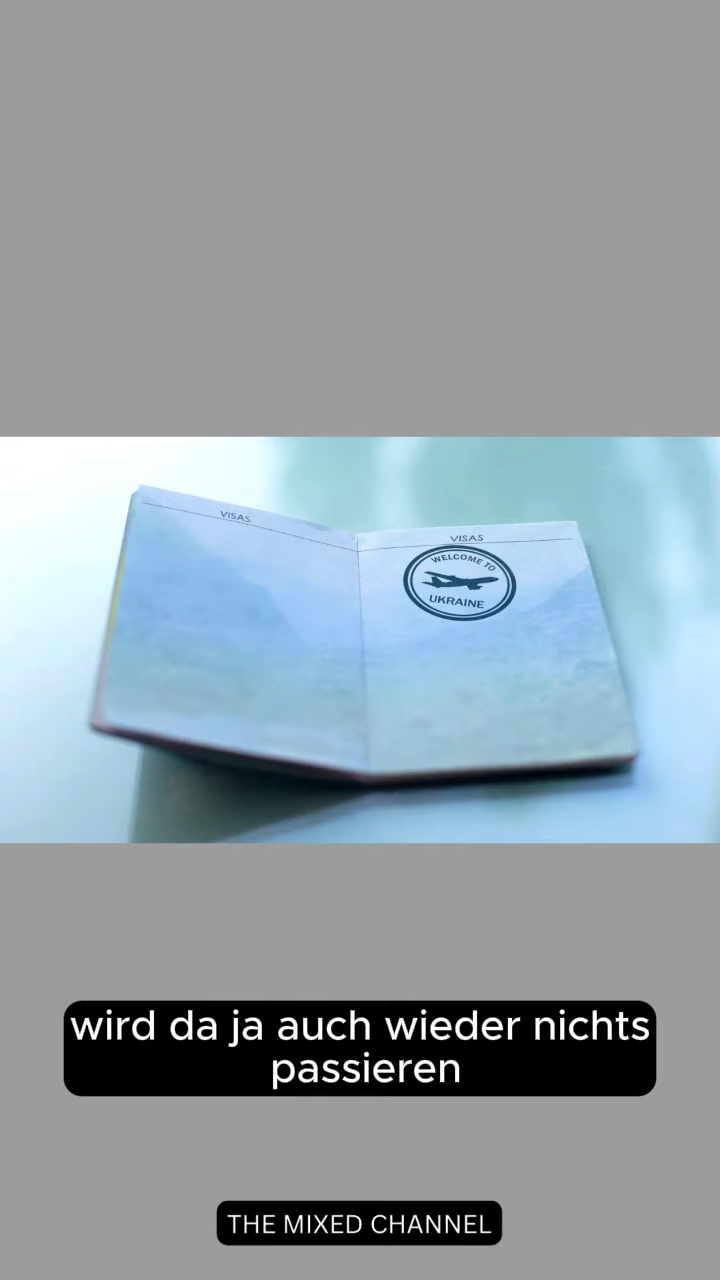 VISAS
VISAS
WELCOME TO
UKRAINE
wird da ja auch wieder nichts
passieren
THE MIXED CHANNEL